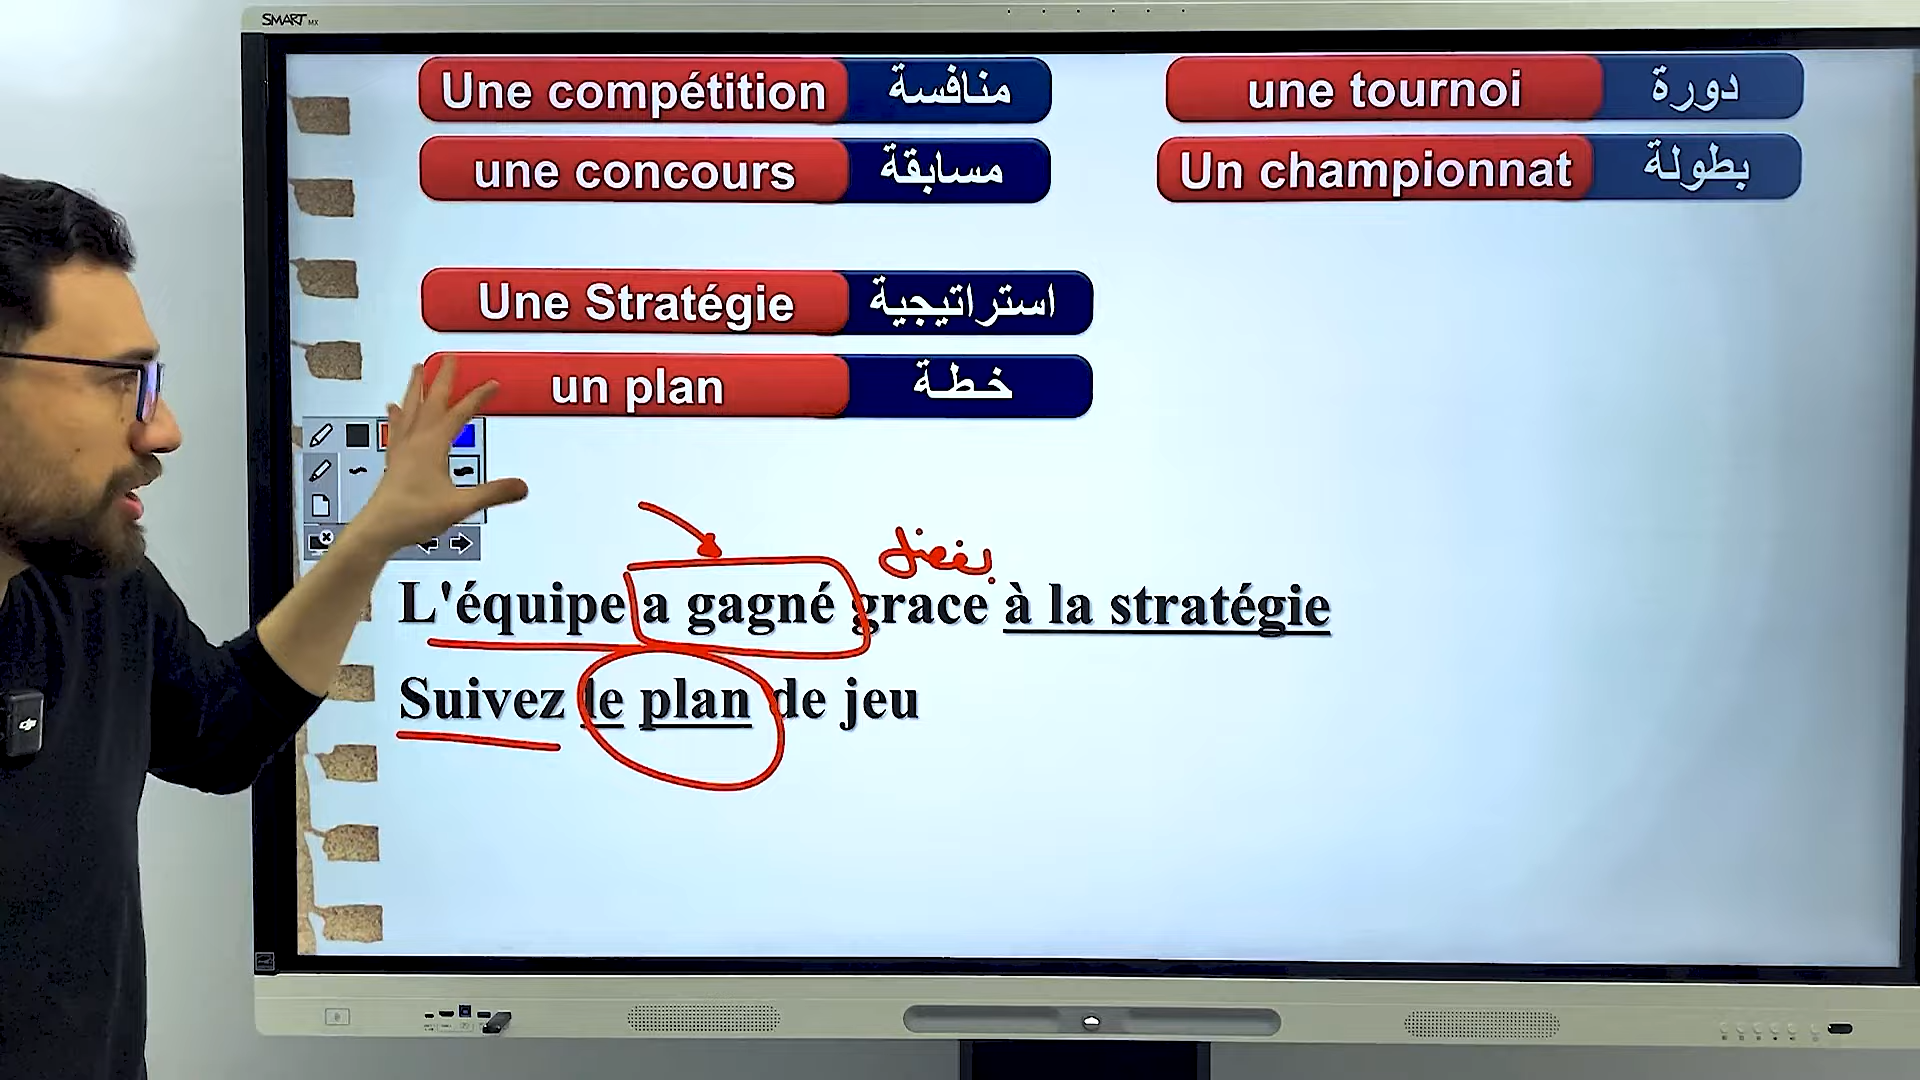 SMART MX
Une compétition منافسة
une tournoi دورة
une concours مسابقة
Un championnat بطولة
Une Stratégie استراتيجية
un plan خطة
بفضل
L'équipe a gagné grace à la stratégie
Suivez le plan de jeu